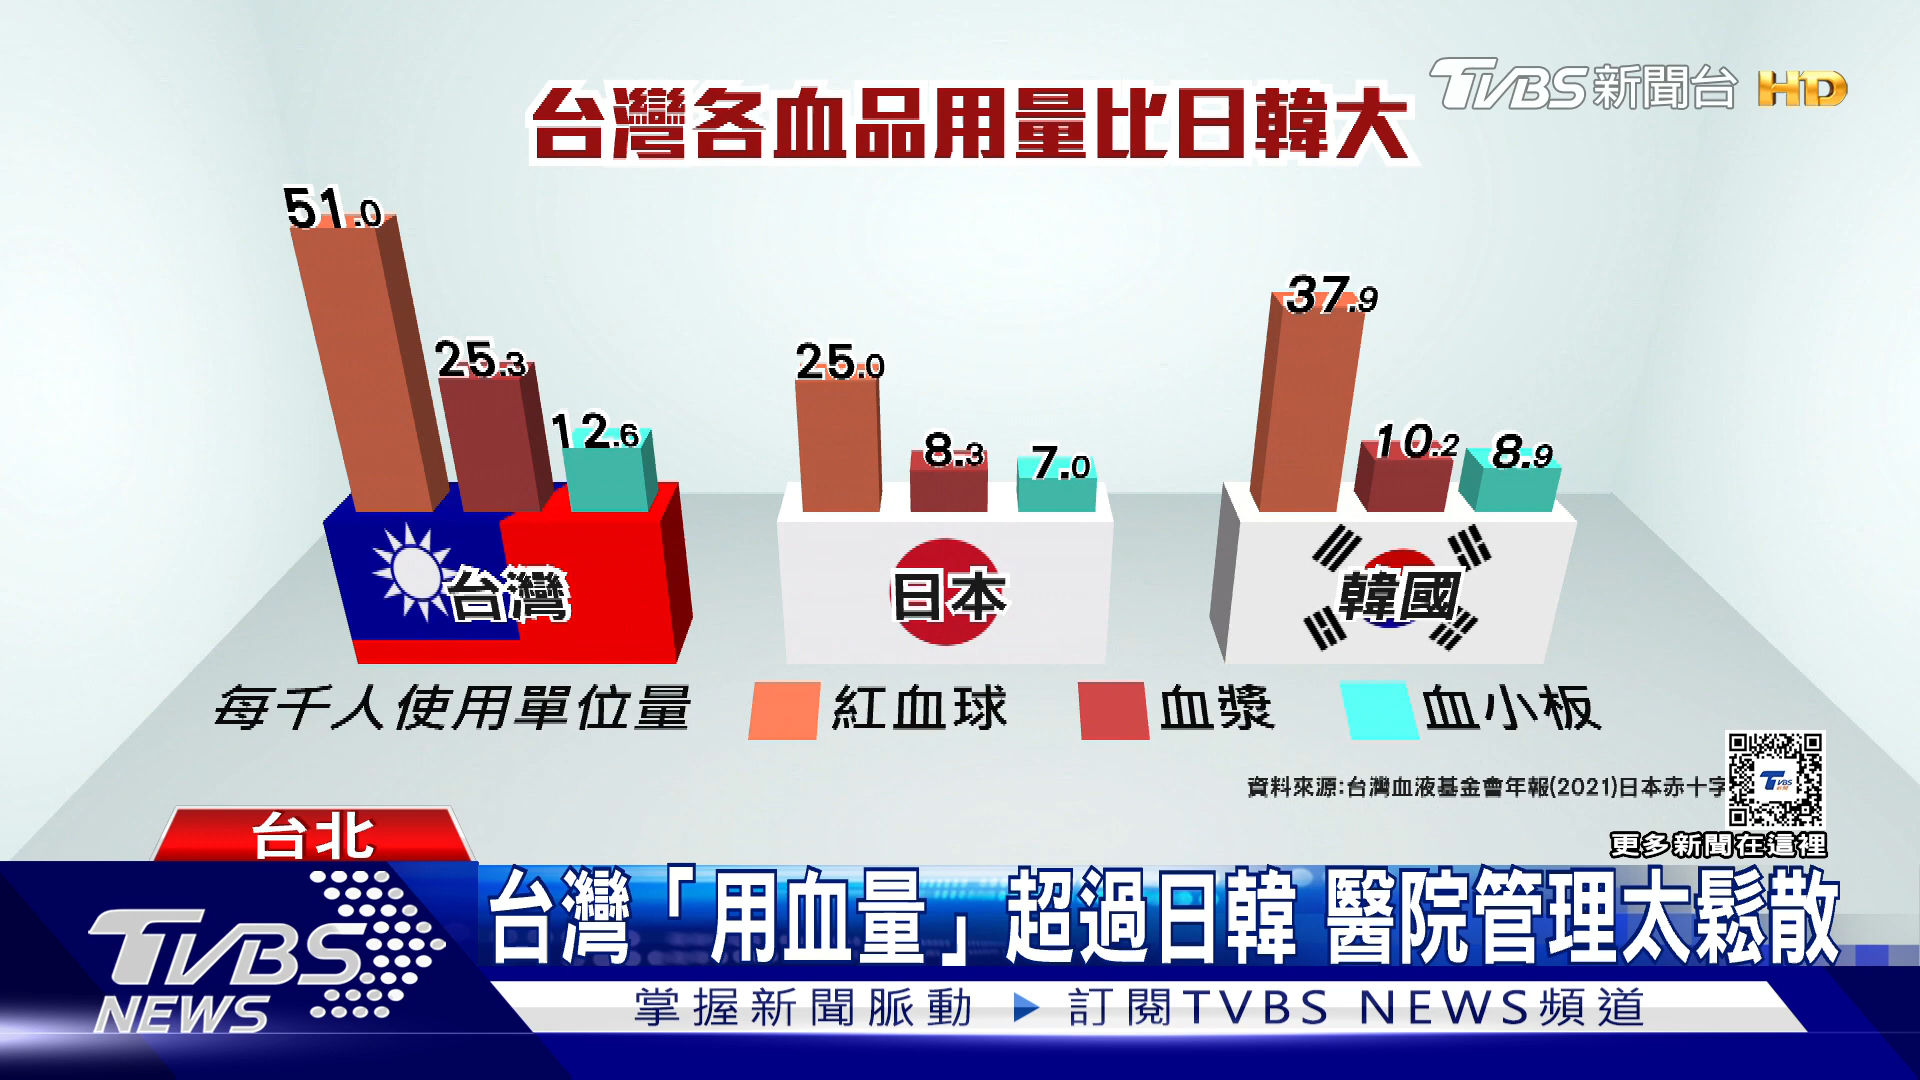 TVBS新聞台 HD
台灣各血品用量比日韓大
51.0
25.3
12.6
25.0
8.3
7.0
37.9
10.2
8.9
台灣
日本
韓國
每千人使用單位量 紅血球 血漿 血小板
資料來源:台灣血液基金會年報(2021)日本赤十字
TVBS
更多新聞在這裡
台北
台灣「用血量」超過日韓 醫院管理太鬆散
TVBS
NEWS
掌握新聞脈動 ▶ 訂閱TVBS NEWS頻道